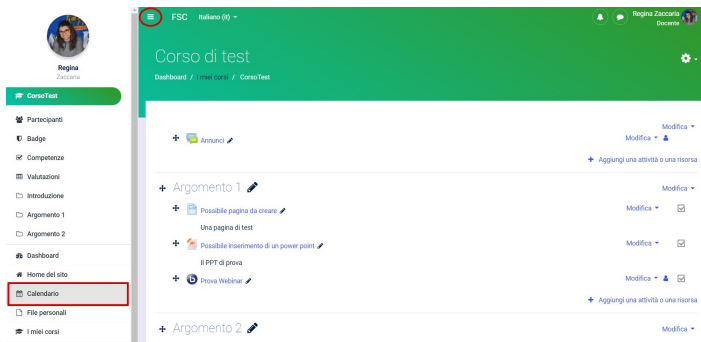 Regina
Zaccaria
CorsoTest
Partecipanti
Badge
Competenze
Valutazioni
Introduzione
Argomento 1
Argomento 2
Dashboard
Home del sito
Calendario
File personali
I miei corsi
FSC Italiano (it)
Regina Zaccaria
Docente
Corso di test
Dashboard / I miei corsi / CorsoTest
Modifica
Annunci Modifica
+ Aggiungi una attività o una risorsa
Argomento 1 Modifica
Possibile pagina da creare Modifica
Una pagina di test
Possibile inserimento di un power point Modifica
Il PPT di prova
Prova Webinar Modifica
+ Aggiungi una attività o una risorsa
Argomento 2 Modifica